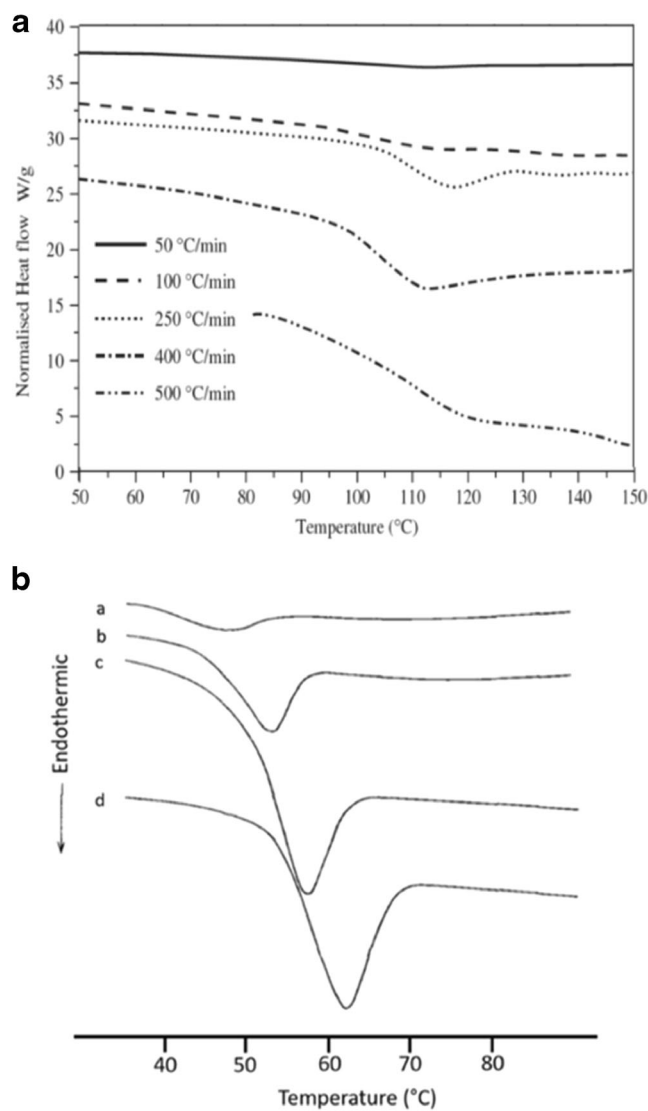 a
40
35
30
25
20
15
10
5
0
Normalised Heat flow W/g
50 °C/min
100 °C/min
250 °C/min
400 °C/min
500 °C/min
50 60 70 80 90 100 110 120 130 140 150
Temperature (°C)
b
a
b
c
d
Endothermic
40 50 60 70 80
Temperature (°C)